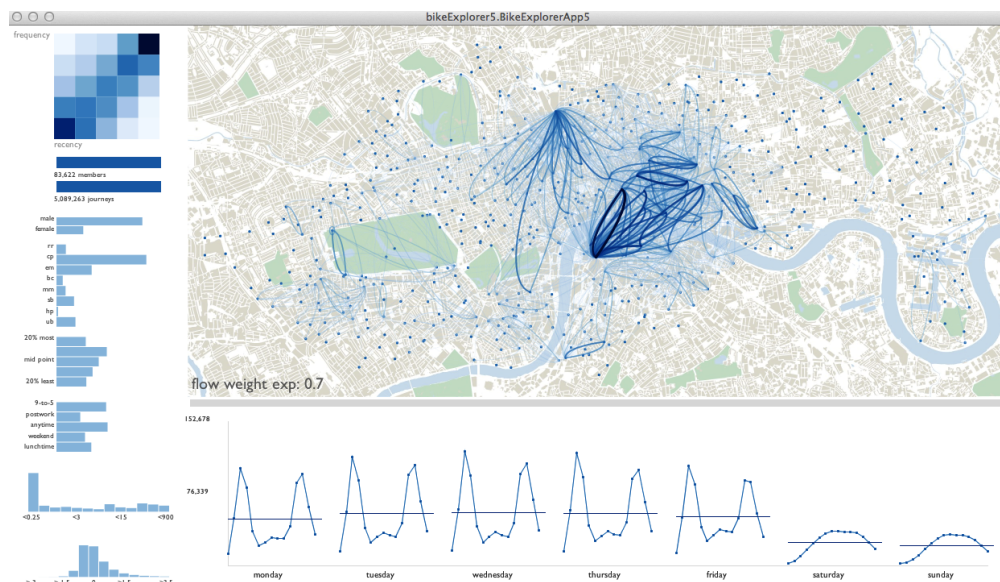 bikeExplorer5.BikeExplorerApp5
frequency
recency
83,622 members
5,089,263 journeys
male
female
rr
cp
em
bc
mm
sb
hp
ub
20% most
mid point
20% least
9-to-5
postwork
anytime
weekend
lunchtime
<0.25 <3 <15 <900
flow weight exp: 0.7
152,678
76,339
monday tuesday wednesday thursday friday saturday sunday